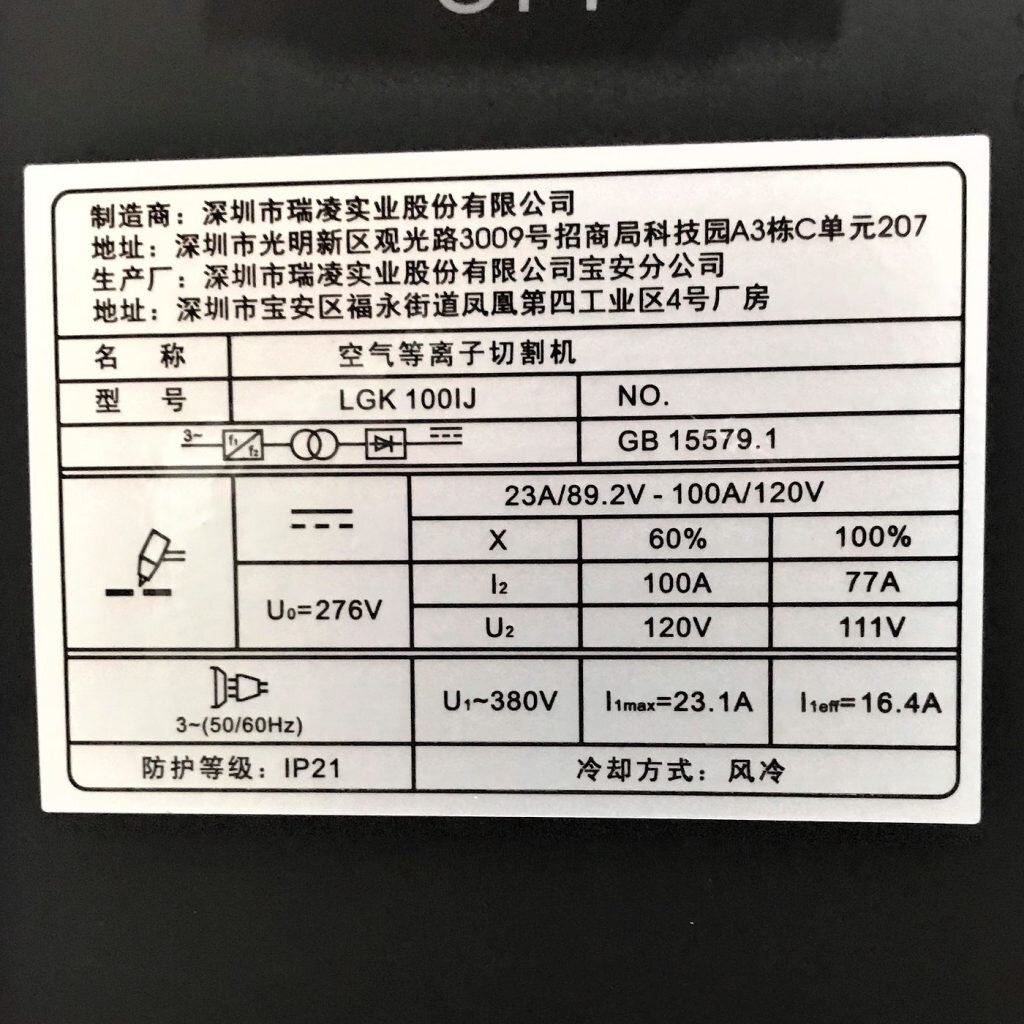 制造商：深圳市瑞凌实业股份有限公司
地址：深圳市光明新区观光路3009号招商局科技园A3栋C单元207
生产厂：深圳市瑞凌实业股份有限公司宝安分公司
地址：深圳市宝安区福永街道凤凰第四工业区4号厂房
名 称 空气等离子切割机
型 号 LGK 100IJ NO.
3~ f₁ f₂ GB 15579.1
23A/89.2V - 100A/120V
X 60% 100%
U₀=276V I₂ 100A 77A
U₂ 120V 111V
3~(50/60Hz) U₁~380V I₁max=23.1A I₁eff=16.4A
防护等级：IP21 冷却方式：风冷